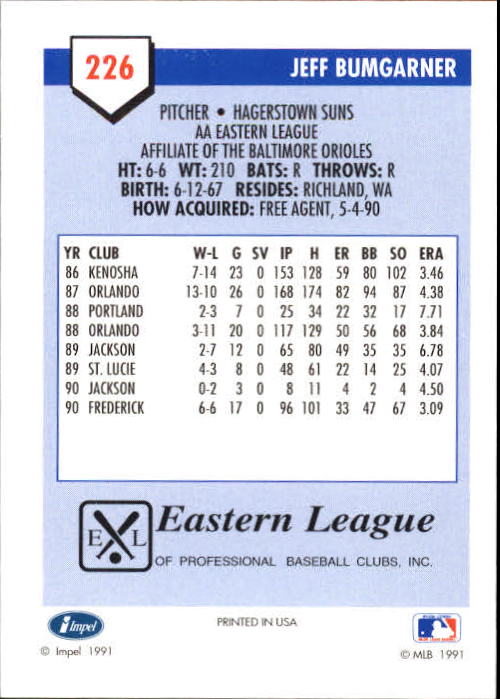 226
JEFF BUMGARNER
PITCHER • HAGERSTOWN SUNS
AA EASTERN LEAGUE
AFFILIATE OF THE BALTIMORE ORIOLES
HT: 6-6 WT: 210 BATS: R THROWS: R
BIRTH: 6-12-67 RESIDES: RICHLAND, WA
HOW ACQUIRED: FREE AGENT, 5-4-90
YR CLUB W-L G SV IP H ER BB SO ERA
86 KENOSHA 7-14 23 0 153 128 59 80 102 3.46
87 ORLANDO 13-10 26 0 168 174 82 94 87 4.38
88 PORTLAND 2-3 7 0 25 34 22 32 17 7.71
88 ORLANDO 3-11 20 0 117 129 50 56 68 3.84
89 JACKSON 2-7 12 0 65 80 49 35 35 6.78
89 ST. LUCIE 4-3 8 0 48 61 22 14 25 4.07
90 JACKSON 0-2 3 0 8 11 4 2 4 4.50
90 FREDERICK 6-6 17 0 96 101 33 47 67 3.09
E L
Eastern League
OF PROFESSIONAL BASEBALL CLUBS, INC.
Impel
PRINTED IN USA
© Impel 1991
© MLB 1991